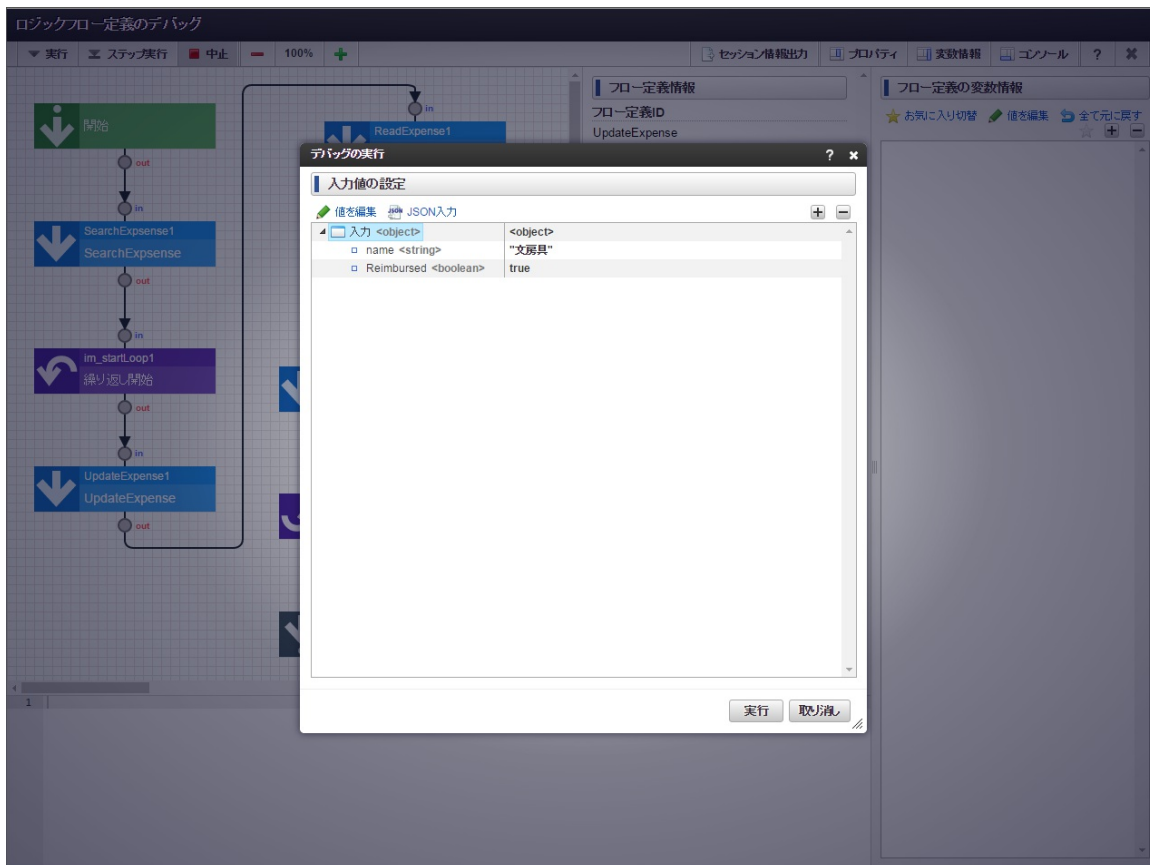 ロジックフロー定義のデバッグ
実行 ステップ実行 中止 100% セッション情報出力 プロパティ 変数情報 コンソール ?
開始
out
in
SearchExpsense1
SearchExpsense
out
in
im_startLoop1
繰り返し開始
out
in
UpdateExpense1
UpdateExpense
out
in
ReadExpense1
フロー定義情報
フロー定義ID
UpdateExpense
フロー定義の変数情報
お気に入り切替 値を編集 全て元に戻す
デバッグの実行 ?
入力値の設定
値を編集 JSON入力
入力 <object> <object>
name <string> "文房具"
Reimbursed <boolean> true
実行 取り消し
1